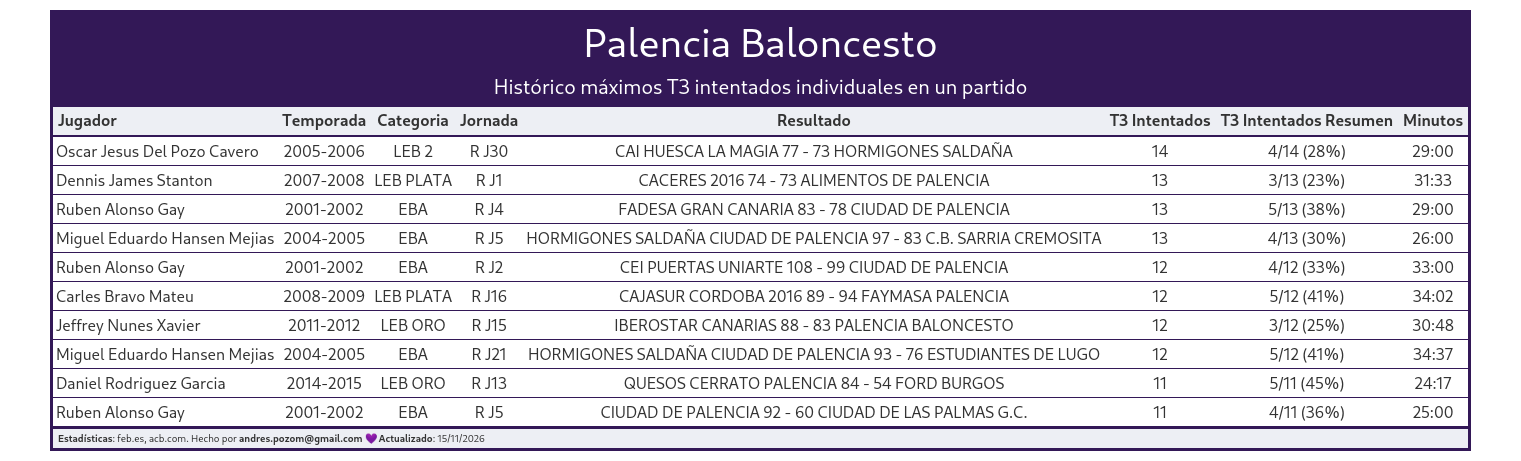 Palencia Baloncesto
Histórico máximos T3 intentados individuales en un partido
Jugador Temporada Categoria Jornada Resultado T3 Intentados T3 Intentados Resumen Minutos
Oscar Jesus Del Pozo Cavero 2005-2006 LEB 2 R J30 CAI HUESCA LA MAGIA 77 - 73 HORMIGONES SALDAÑA 14 4/14 (28%) 29:00
Dennis James Stanton 2007-2008 LEB PLATA R J1 CACERES 2016 74 - 73 ALIMENTOS DE PALENCIA 13 3/13 (23%) 31:33
Ruben Alonso Gay 2001-2002 EBA R J4 FADESA GRAN CANARIA 83 - 78 CIUDAD DE PALENCIA 13 5/13 (38%) 29:00
Miguel Eduardo Hansen Mejias 2004-2005 EBA R J5 HORMIGONES SALDAÑA CIUDAD DE PALENCIA 97 - 83 C.B. SARRIA CREMOSITA 13 4/13 (30%) 26:00
Ruben Alonso Gay 2001-2002 EBA R J2 CEI PUERTAS UNIARTE 108 - 99 CIUDAD DE PALENCIA 12 4/12 (33%) 33:00
Carles Bravo Mateu 2008-2009 LEB PLATA R J16 CAJASUR CORDOBA 2016 89 - 94 FAYMASA PALENCIA 12 5/12 (41%) 34:02
Jeffrey Nunes Xavier 2011-2012 LEB ORO R J15 IBEROSTAR CANARIAS 88 - 83 PALENCIA BALONCESTO 12 3/12 (25%) 30:48
Miguel Eduardo Hansen Mejias 2004-2005 EBA R J21 HORMIGONES SALDAÑA CIUDAD DE PALENCIA 93 - 76 ESTUDIANTES DE LUGO 12 5/12 (41%) 34:37
Daniel Rodriguez Garcia 2014-2015 LEB ORO R J13 QUESOS CERRATO PALENCIA 84 - 54 FORD BURGOS 11 5/11 (45%) 24:17
Ruben Alonso Gay 2001-2002 EBA R J5 CIUDAD DE PALENCIA 92 - 60 CIUDAD DE LAS PALMAS G.C. 11 4/11 (36%) 25:00
Estadísticas: feb.es, acb.com. Hecho por andres.pozom@gmail.com 💜 Actualizado: 15/11/2026